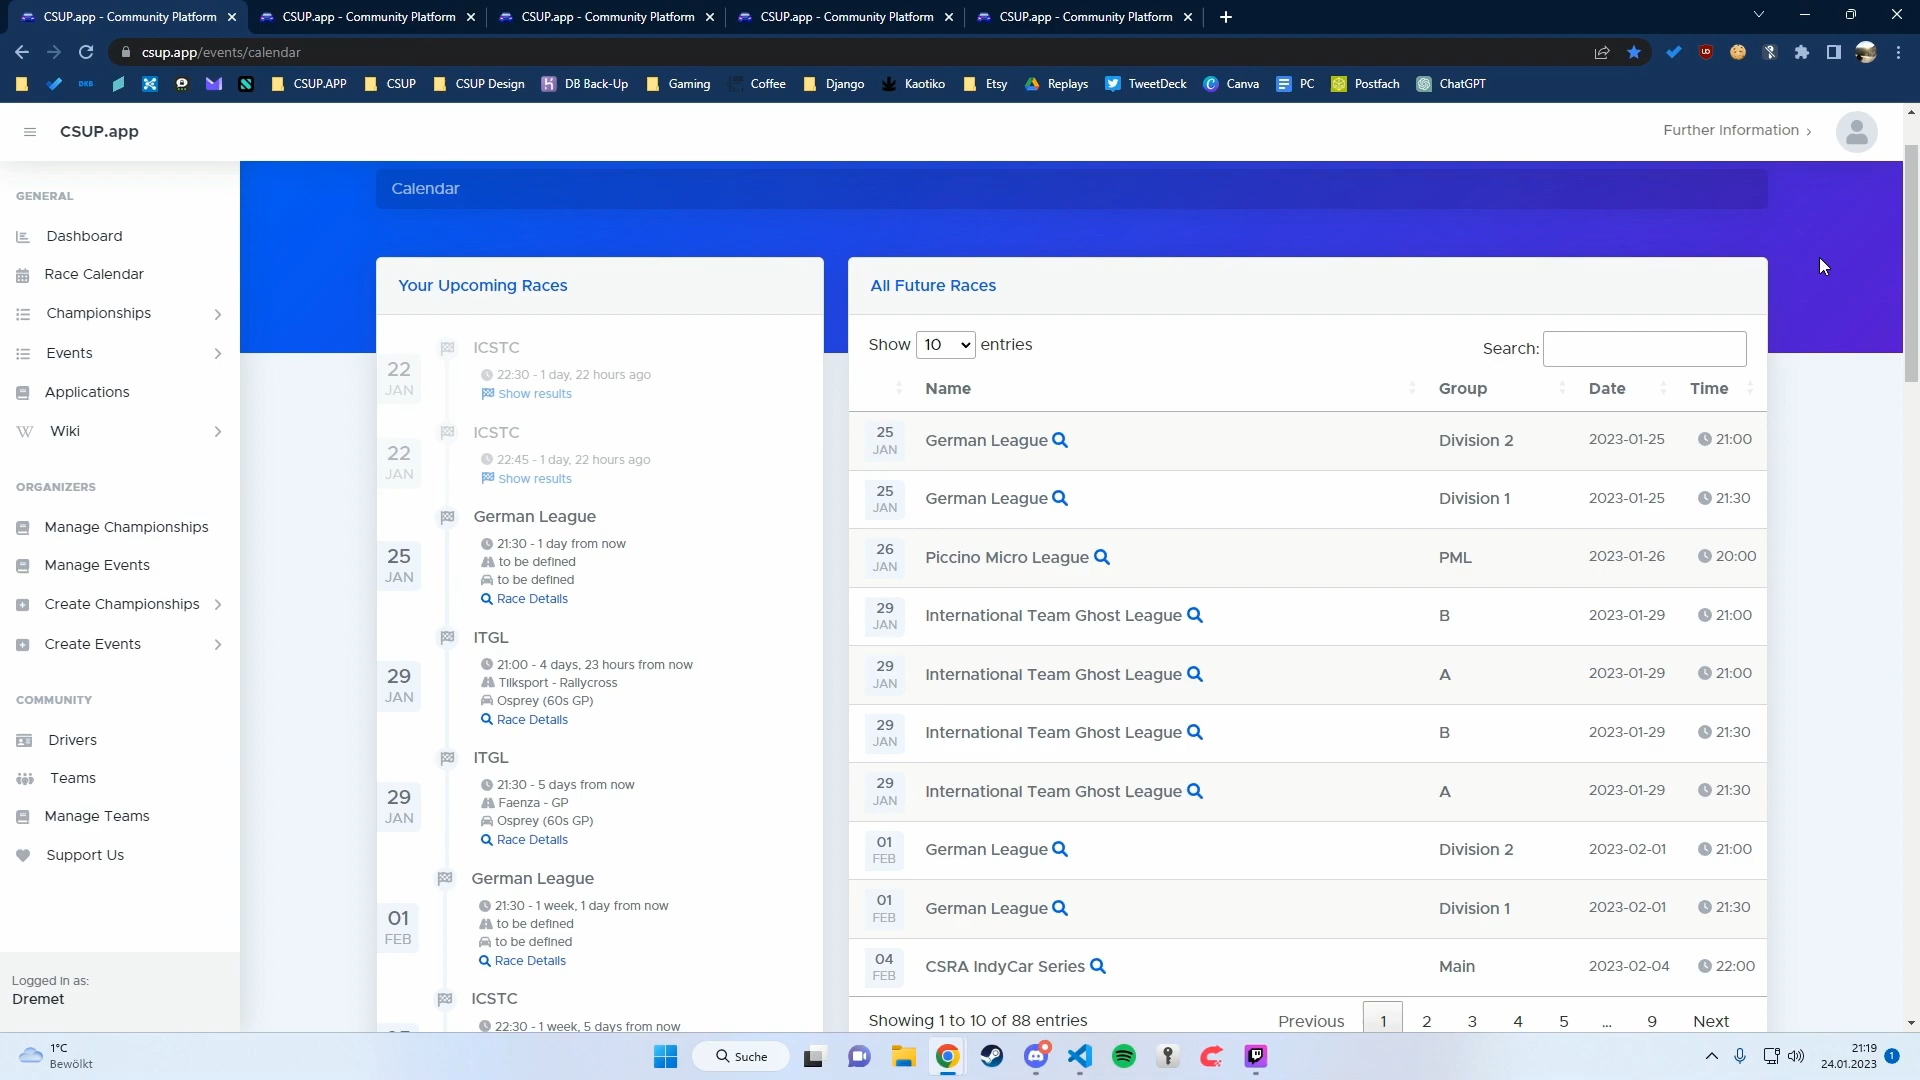 CSUP.app - Community Platform
CSUP.app - Community Platform
CSUP.app - Community Platform
CSUP.app - Community Platform
CSUP.app - Community Platform
csup.app/events/calendar
DKB
CSUP.APP
CSUP
CSUP Design
DB Back-Up
Gaming
Coffee
Django
Kaotiko
Etsy
Replays
TweetDeck
Canva
PC
Postfach
ChatGPT
CSUP.app
Further Information
GENERAL
Dashboard
Race Calendar
Championships
Events
Applications
Wiki
ORGANIZERS
Manage Championships
Manage Events
Create Championships
Create Events
COMMUNITY
Drivers
Teams
Manage Teams
Support Us
Logged in as:
Dremet
Calendar
Your Upcoming Races
22 JAN
ICSTC
22:30 - 1 day, 22 hours ago
Show results
22 JAN
ICSTC
22:45 - 1 day, 22 hours ago
Show results
25 JAN
German League
21:30 - 1 day from now
to be defined
to be defined
Race Details
29 JAN
ITGL
21:00 - 4 days, 23 hours from now
Tilksport - Rallycross
Osprey (60s GP)
Race Details
29 JAN
ITGL
21:30 - 5 days from now
Faenza - GP
Osprey (60s GP)
Race Details
01 FEB
German League
21:30 - 1 week, 1 day from now
to be defined
to be defined
Race Details
ICSTC
22:30 - 1 week, 5 days from now
All Future Races
Show 10 entries
Search:
Name Group Date Time
25 JAN German League Division 2 2023-01-25 21:00
25 JAN German League Division 1 2023-01-25 21:30
26 JAN Piccino Micro League PML 2023-01-26 20:00
29 JAN International Team Ghost League B 2023-01-29 21:00
29 JAN International Team Ghost League A 2023-01-29 21:00
29 JAN International Team Ghost League B 2023-01-29 21:30
29 JAN International Team Ghost League A 2023-01-29 21:30
01 FEB German League Division 2 2023-02-01 21:00
01 FEB German League Division 1 2023-02-01 21:30
04 FEB CSRA IndyCar Series Main 2023-02-04 22:00
Showing 1 to 10 of 88 entries
Previous 1 2 3 4 5 ... 9 Next
1°C
Bewölkt
Suche
21:19
24.01.2023
1